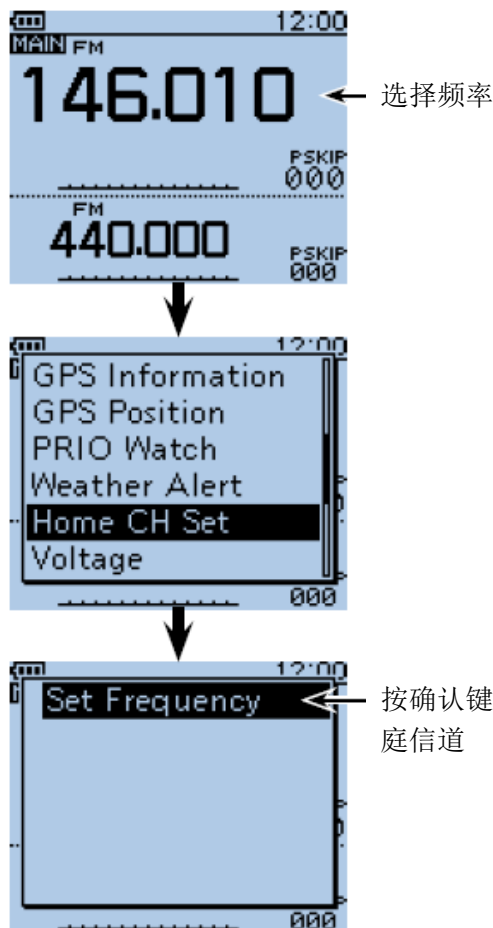 12:00
MAIN FM
146.010
选择频率
PSKIP
000
FM
440.000
PSKIP
000
12:00
GPS Information
GPS Position
PRIO Watch
Weather Alert
Home CH Set
Voltage
000
12:00
Set Frequency
按确认键
庭信道
000